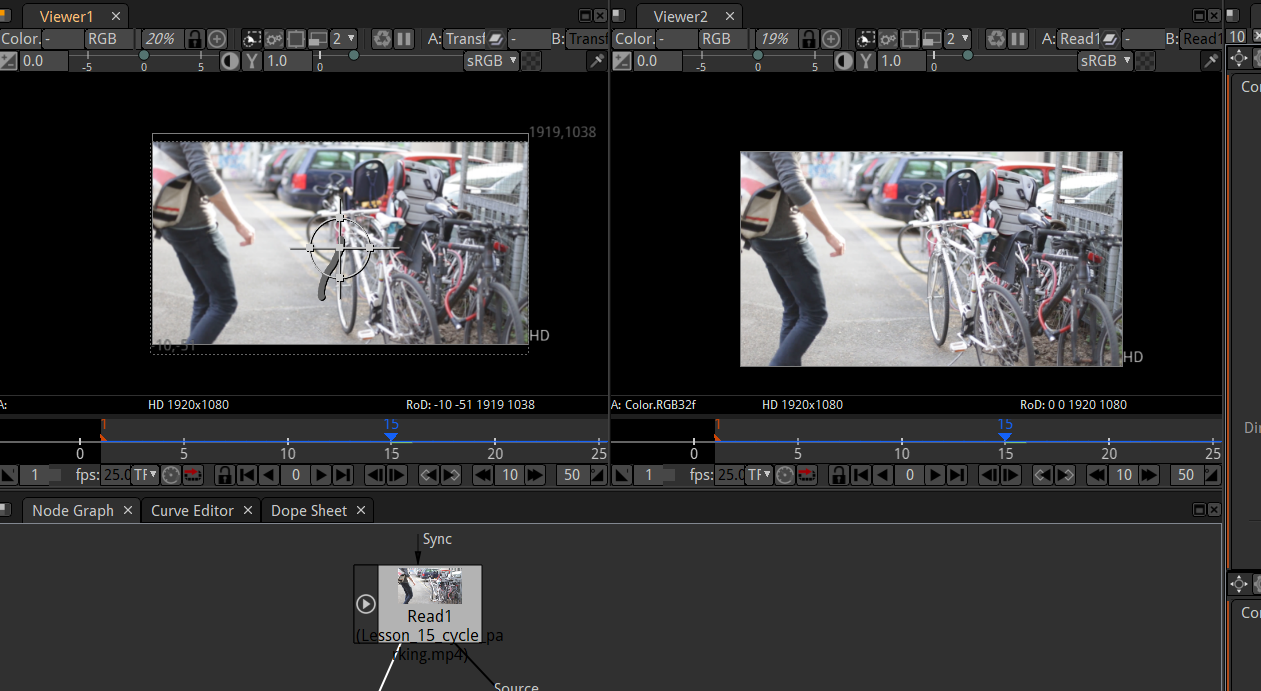 Viewer1 Viewer2
Color. - RGB 20% 2 A: Transf - B: Transf Color. - RGB 19% 2 A: Read1 - B: Read1 10
0.0 -5 0 5 Y 1.0 0 sRGB 0.0 -5 0 5 Y 1.0 0 sRGB
Co
1919,1038
HD
-10,-51
HD
A: HD 1920x1080 RoD: -10 -51 1919 1038 A: Color.RGB32f HD 1920x1080 RoD: 0 0 1920 1080
1 15 1 15
0 5 10 15 20 25 0 5 10 15 20 25
1 fps: 25.0 TF 0 10 50 1 fps: 25.0 TF 0 10 50
Node Graph Curve Editor Dope Sheet
Sync
Read1
(Lesson_15_cycle_pa
rking.mp4)
Source
Co